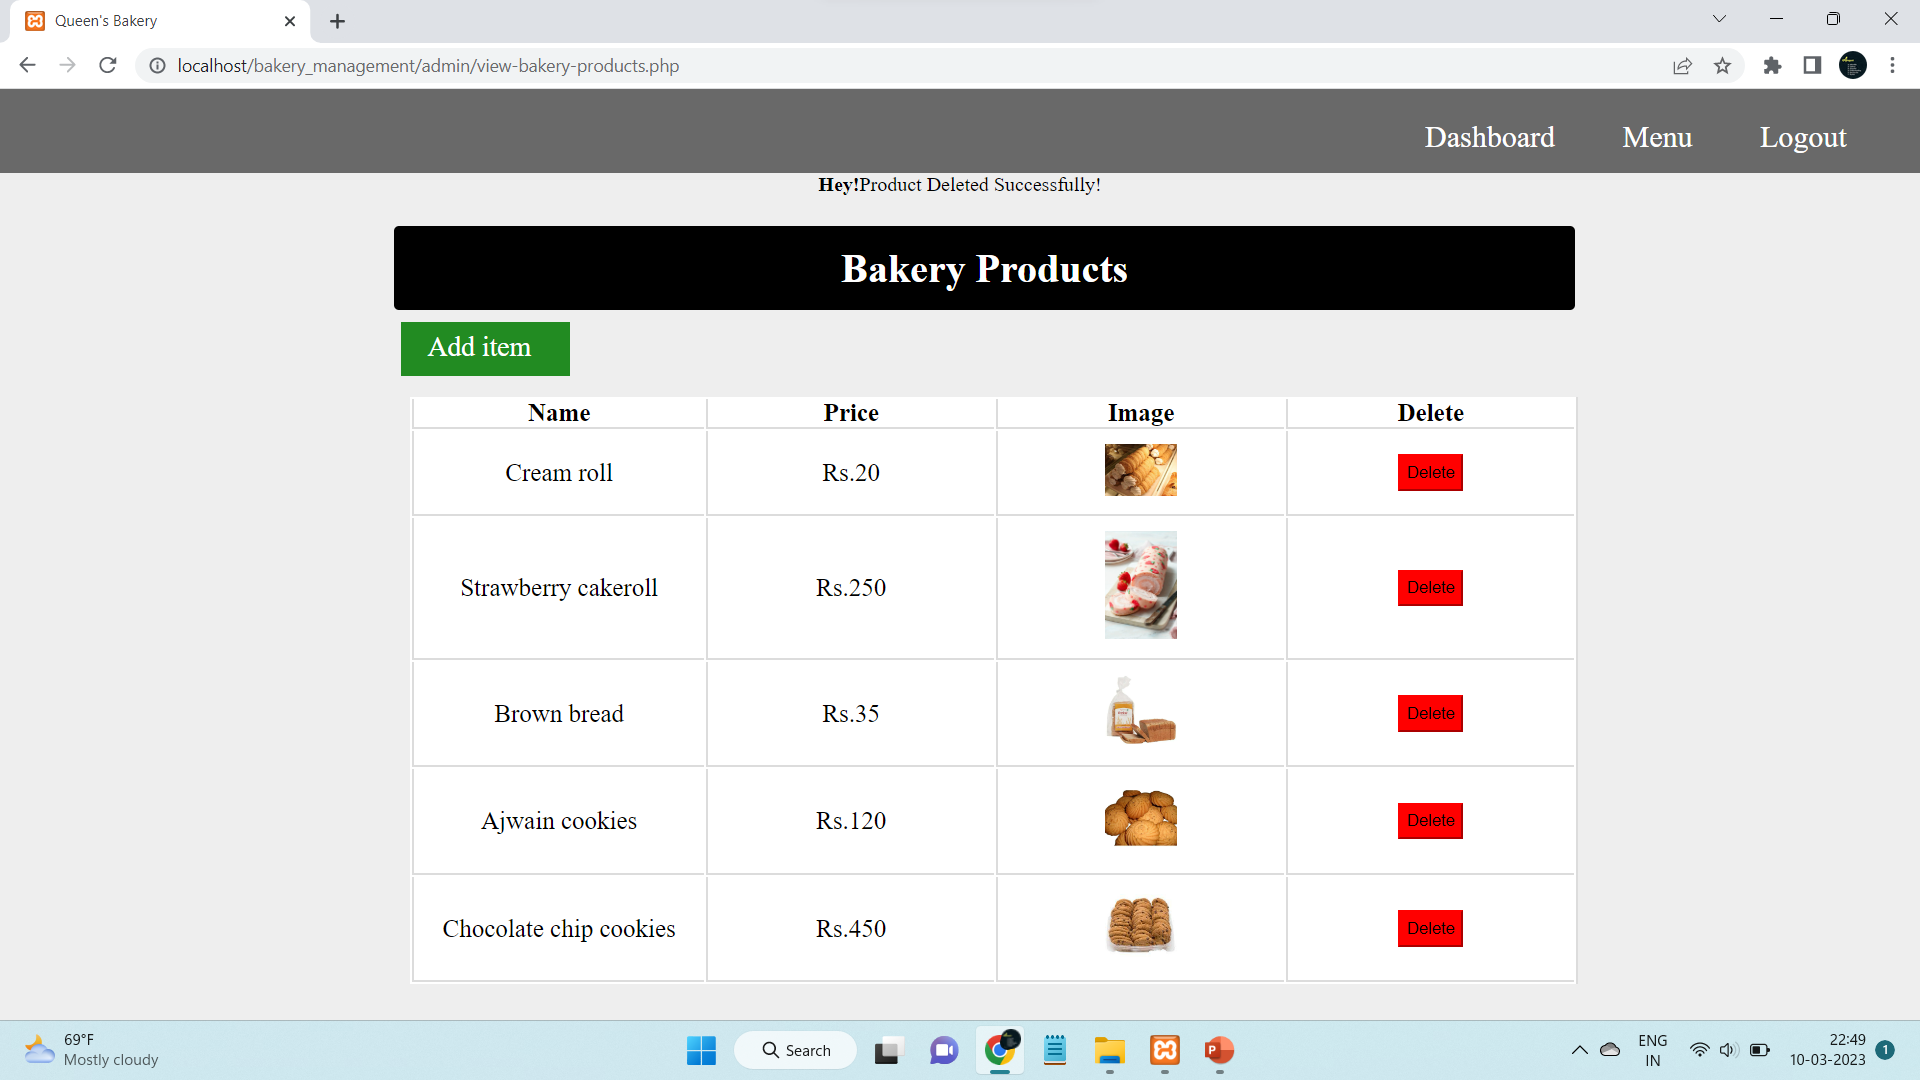 Queen's Bakery
localhost/bakery_management/admin/view-bakery-products.php
Dashboard Menu Logout
Hey!Product Deleted Successfully!
Bakery Products
Add item
Name Price Image Delete
Cream roll Rs.20 Delete
Strawberry cakeroll Rs.250 Delete
Brown bread Rs.35 Delete
Ajwain cookies Rs.120 Delete
Chocolate chip cookies Rs.450 Delete
69°F
Mostly cloudy
Search
ENG
IN
22:49
10-03-2023
1